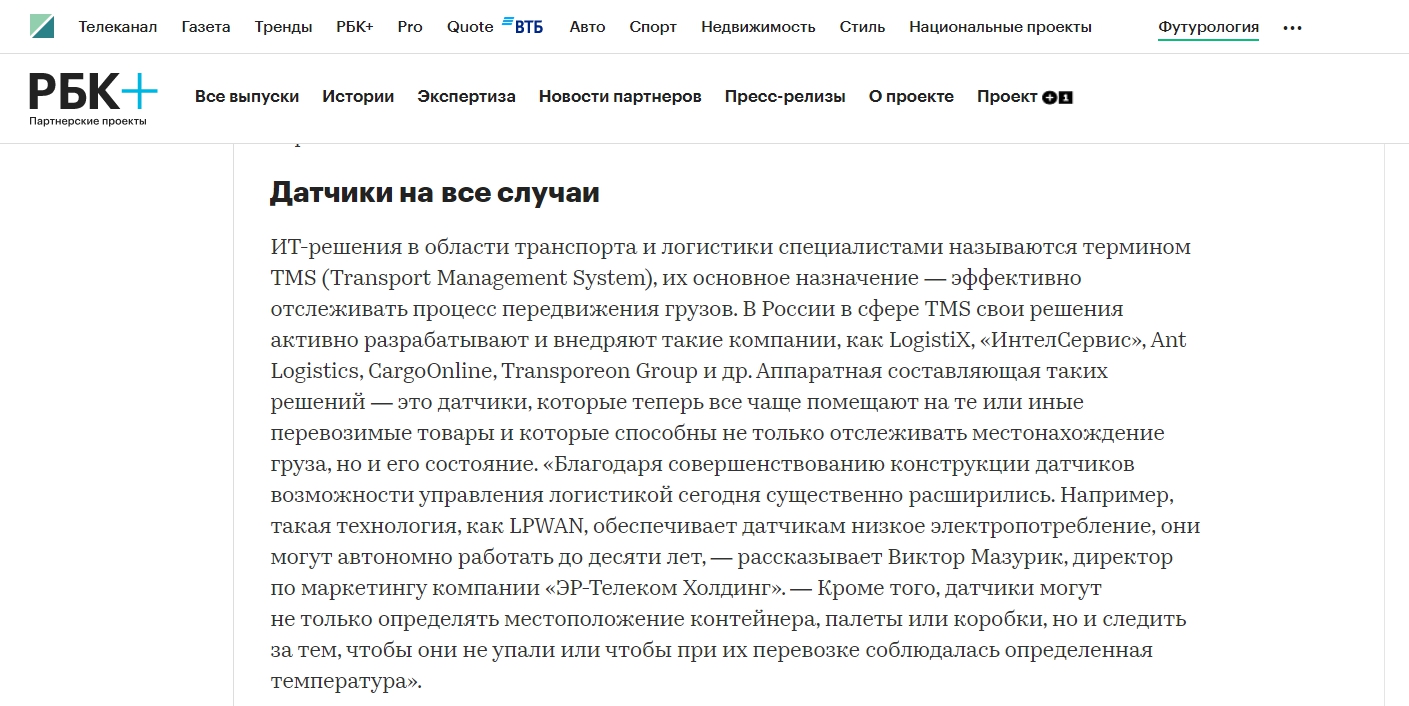 Телеканал Газета Тренды РБК+ Pro Quote ВТБ Авто Спорт Недвижимость Стиль Национальные проекты Футурология
РБК+
Партнерские проекты
Все выпуски Истории Экспертиза Новости партнеров Пресс-релизы О проекте Проект +1
Датчики на все случаи
ИТ-решения в области транспорта и логистики специалистами называются термином
TMS (Transport Management System), их основное назначение — эффективно
отслеживать процесс передвижения грузов. В России в сфере TMS свои решения
активно разрабатывают и внедряют такие компании, как LogistiX, «ИнтелСервис», Ant
Logistics, CargoOnline, Transporeon Group и др. Аппаратная составляющая таких
решений — это датчики, которые теперь все чаще помещают на те или иные
перевозимые товары и которые способны не только отслеживать местонахождение
груза, но и его состояние. «Благодаря совершенствованию конструкции датчиков
возможности управления логистикой сегодня существенно расширились. Например,
такая технология, как LPWAN, обеспечивает датчикам низкое электропотребление, они
могут автономно работать до десяти лет, — рассказывает Виктор Мазурик, директор
по маркетингу компании «ЭР-Телеком Холдинг». — Кроме того, датчики могут
не только определять местоположение контейнера, палеты или коробки, но и следить
за тем, чтобы они не упали или чтобы при их перевозке соблюдалась определенная
температура».